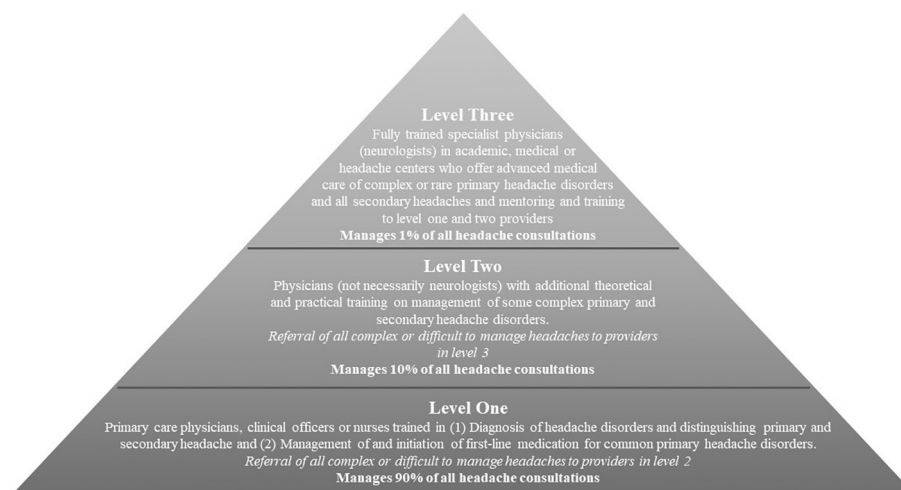 Level Three
Fully trained specialist physicians
(neurologists) in academic, medical or
headache centers who offer advanced medical
care of complex or rare primary headache disorders
and all secondary headaches and mentoring and training
to level one and two providers
Manages 1% of all headache consultations
Level Two
Physicians (not necessarily neurologists) with additional theoretical
and practical training on management of some complex primary and
secondary headache disorders.
Referral of all complex or difficult to manage headaches to providers
in level 3
Manages 10% of all headache consultations
Level One
Primary care physicians, clinical officers or nurses trained in (1) Diagnosis of headache disorders and distinguishing primary and
secondary headache and (2) Management of and initiation of first-line medication for common primary headache disorders.
Referral of all complex or difficult to manage headaches to providers in level 2
Manages 90% of all headache consultations